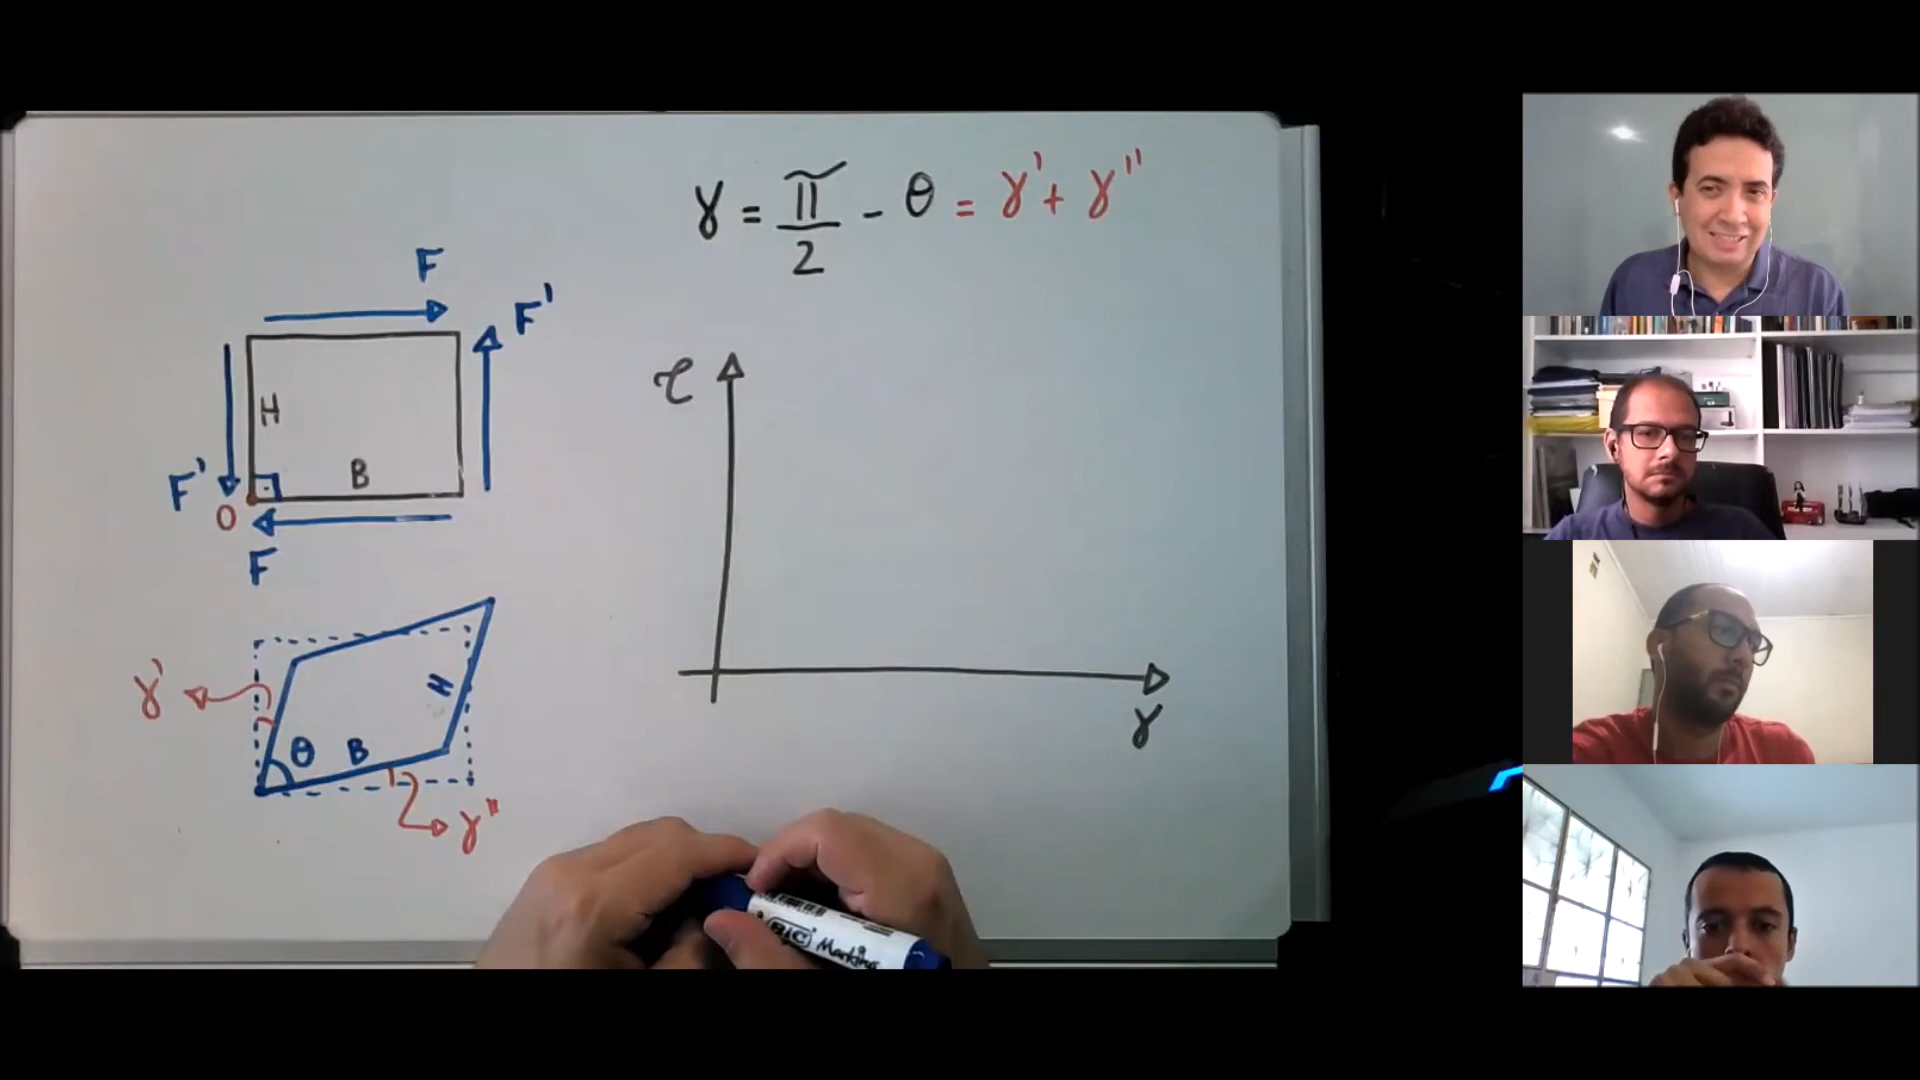 γ = π/2 - θ = γ' + γ''
F
F'
H
B
F'
O
F
τ
γ
γ'
θ
B
H
γ''
BIC Marking